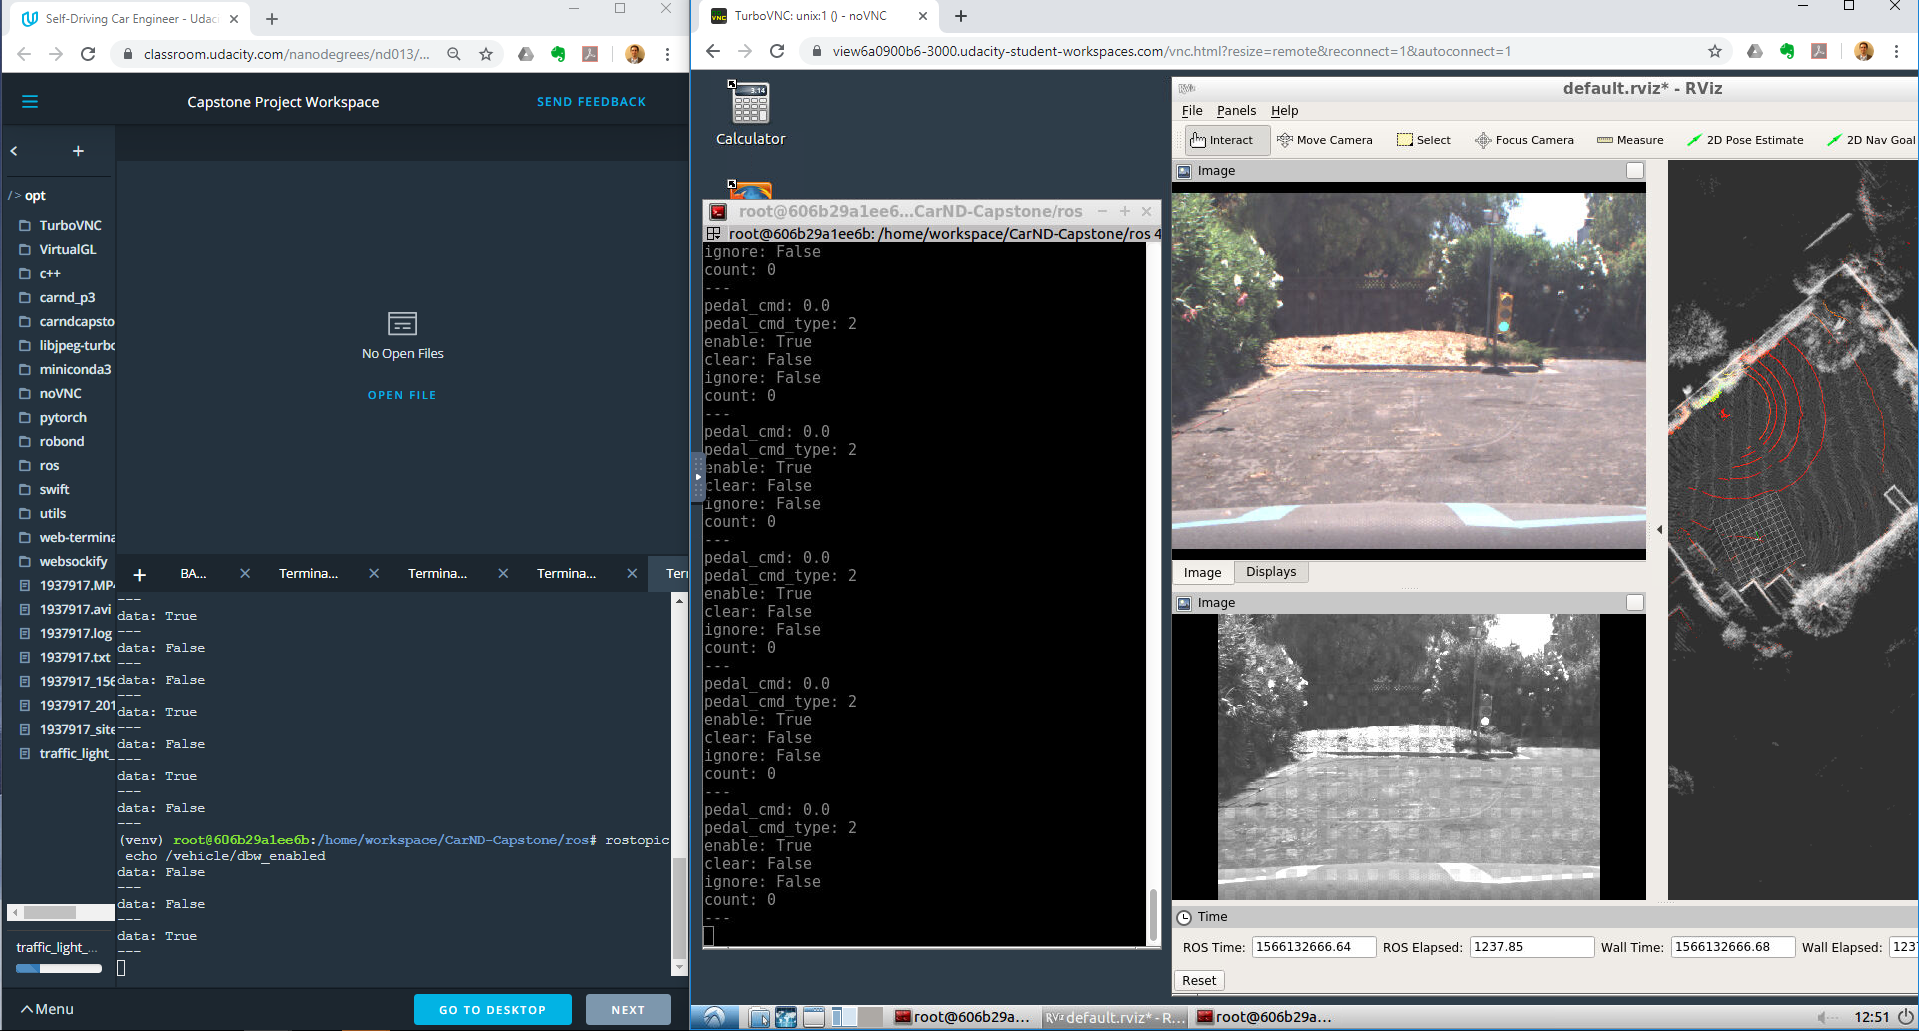 Self-Driving Car Engineer - Udac
classroom.udacity.com/nanodegrees/nd013/...
Capstone Project Workspace
SEND FEEDBACK
/> opt
TurboVNC
VirtualGL
c++
carnd_p3
carndcapsto
libjpeg-turbo
miniconda3
noVNC
pytorch
robond
ros
swift
utils
web-termina
websockify
1937917.MP4
1937917.avi
1937917.log
1937917.txt
1937917_156
1937917_201
1937917_site
traffic_light_
traffic_light_...
No Open Files
OPEN FILE
BA...
Termina...
Termina...
Termina...
Terr
---
data: True
---
data: False
---
data: False
---
data: True
---
data: False
---
data: True
---
data: False
---
(venv) root@606b29a1ee6b:/home/workspace/CarND-Capstone/ros# rostopic
echo /vehicle/dbw_enabled
data: False
---
data: False
---
data: True
---
Menu
GO TO DESKTOP
NEXT
TurboVNC: unix:1 () - noVNC
view6a0900b6-3000.udacity-student-workspaces.com/vnc.html?resize=remote&reconnect=1&autoconnect=1
3.14
Calculator
root@606b29a1ee6...CarND-Capstone/ros
root@606b29a1ee6b:/home/workspace/CarND-Capstone/ros 4
ignore: False
count: 0
---
pedal_cmd: 0.0
pedal_cmd_type: 2
enable: True
clear: False
ignore: False
count: 0
---
pedal_cmd: 0.0
pedal_cmd_type: 2
enable: True
clear: False
ignore: False
count: 0
---
pedal_cmd: 0.0
pedal_cmd_type: 2
enable: True
clear: False
ignore: False
count: 0
---
pedal_cmd: 0.0
pedal_cmd_type: 2
enable: True
clear: False
ignore: False
count: 0
---
pedal_cmd: 0.0
pedal_cmd_type: 2
enable: True
clear: False
ignore: False
count: 0
---
default.rviz* - RViz
File Panels Help
Interact
Move Camera
Select
Focus Camera
Measure
2D Pose Estimate
2D Nav Goal
Image
Image
Displays
Image
Time
ROS Time: 1566132666.64
ROS Elapsed: 1237.85
Wall Time: 1566132666.68
Wall Elapsed: 1237
Reset
root@606b29a...
RViz default.rviz* - R...
root@606b29a...
12:51